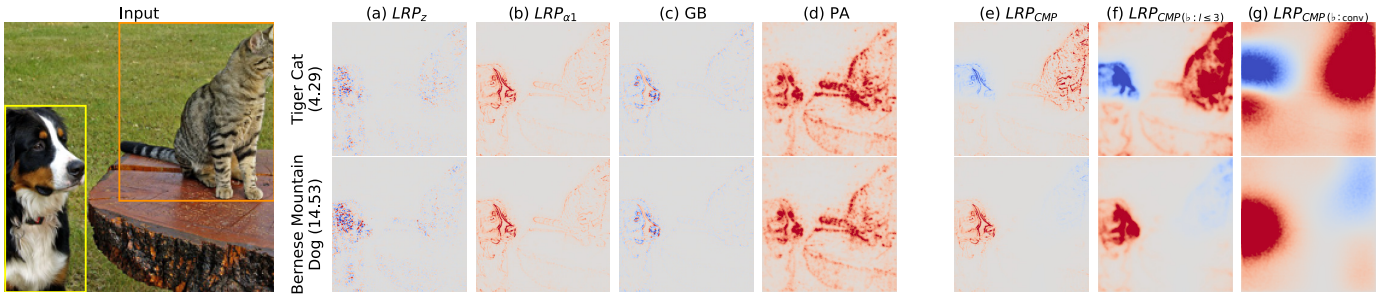 Input
(a) LRP_z
(b) LRP_α1
(c) GB
(d) PA
(e) LRP_CMP
(f) LRP_CMP(♭:l≤3)
(g) LRP_CMP(♭:conv)
Tiger Cat
(4.29)
Bernese Mountain
Dog (14.53)